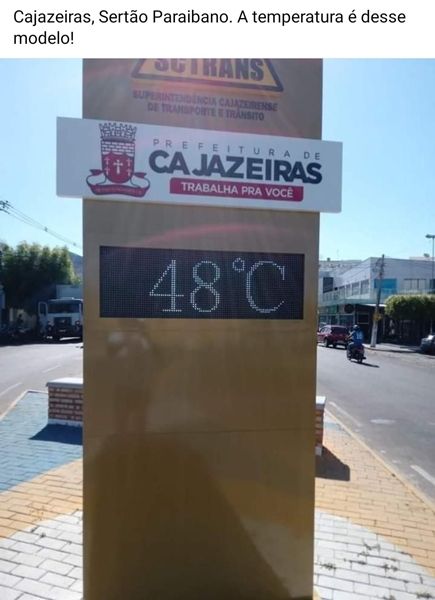 Cajazeiras, Sertão Paraibano. A temperatura é desse
modelo!
SCTRANS
SUPERINTENDÊNCIA CAJAZEIRENSE
DE TRANSPORTE E TRÂNSITO
PREFEITURA DE
CAJAZEIRAS
TRABALHA PRA VOCÊ
48°C